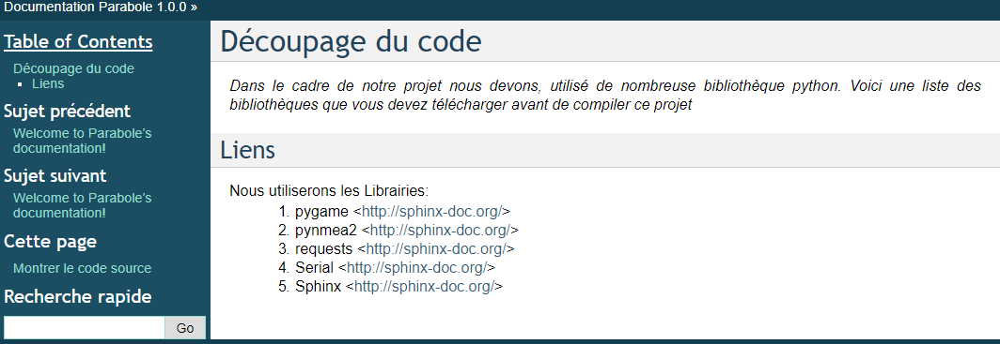 Documentation Parabole 1.0.0 »
Table of Contents
Découpage du code
Liens
Sujet précédent
Welcome to Parabole's
documentation!
Sujet suivant
Welcome to Parabole's
documentation!
Cette page
Montrer le code source
Recherche rapide
Go
Découpage du code
Dans le cadre de notre projet nous devons, utilisé de nombreuse bibliothèque python. Voici une liste des
bibliothèques que vous devez télécharger avant de compiler ce projet
Liens
Nous utiliserons les Librairies:
1. pygame <http://sphinx-doc.org/>
2. pynmea2 <http://sphinx-doc.org/>
3. requests <http://sphinx-doc.org/>
4. Serial <http://sphinx-doc.org/>
5. Sphinx <http://sphinx-doc.org/>